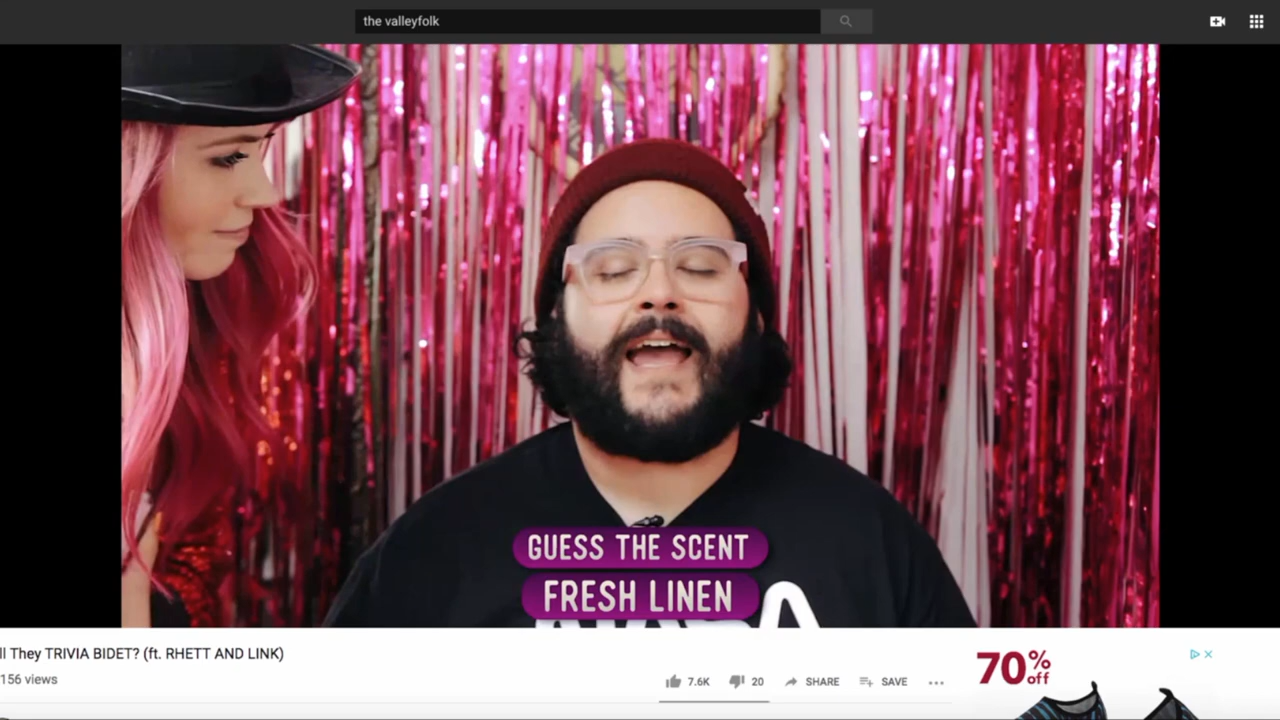 the valleyfolk
GUESS THE SCENT
FRESH LINEN
ll They TRIVIA BIDET? (ft. RHETT AND LINK)
156 views
7.6K
20
SHARE
SAVE
70% off